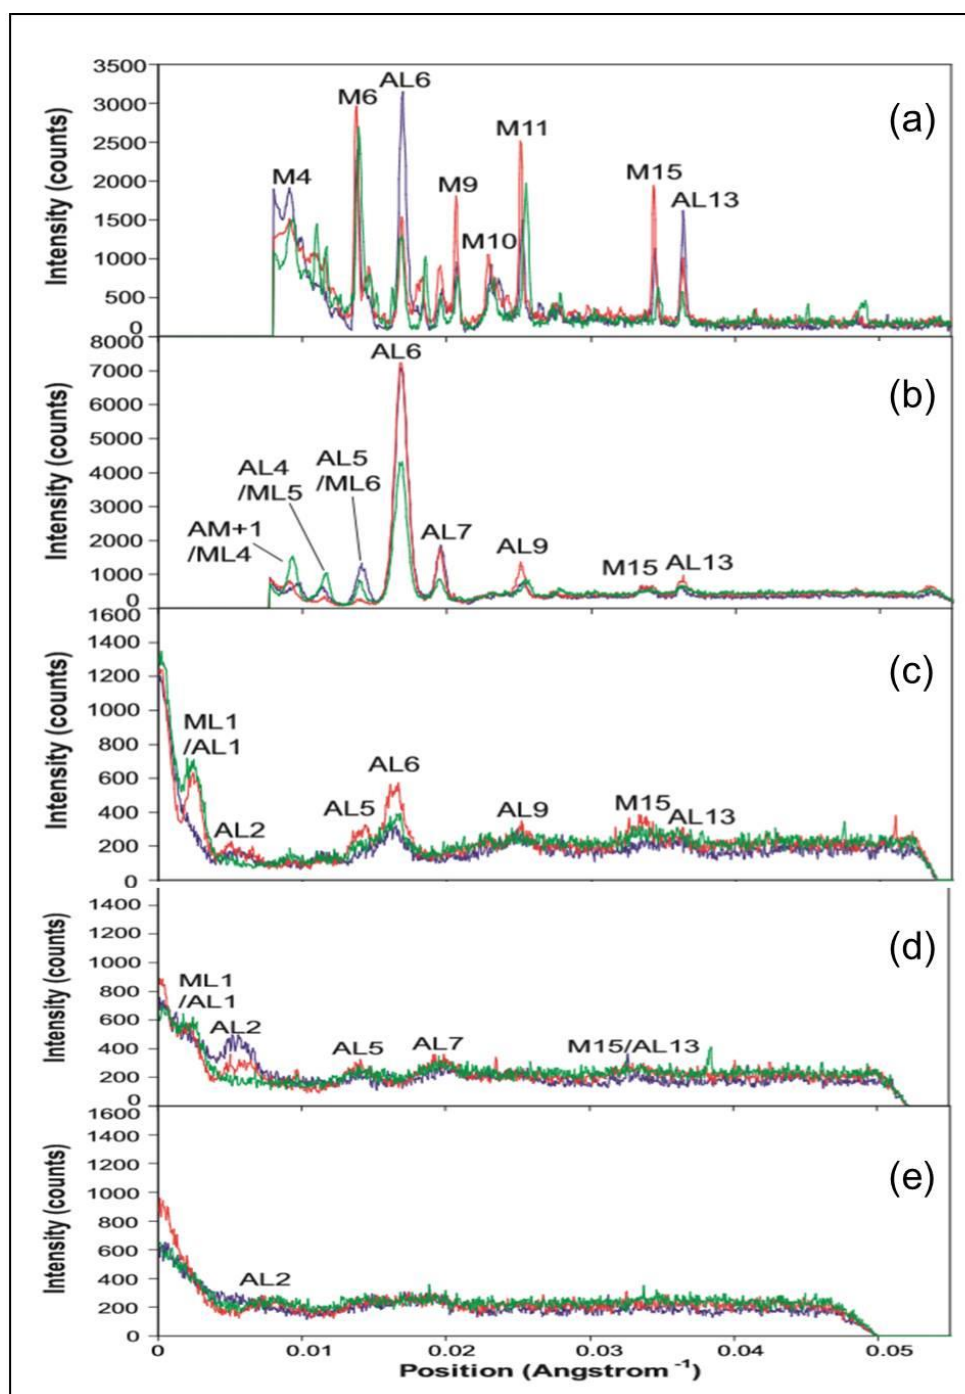 3500
3000
2500
2000
1500
1000
500
0
Intensity (counts)
M4
M6
AL6
M9
M10
M11
M15
AL13
(a)
8000
7000
6000
5000
4000
3000
2000
1000
0
Intensity (counts)
AM+1
/ML4
AL4
/ML5
AL5
/ML6
AL6
AL7
AL9
M15
AL13
(b)
1600
1400
1200
1000
800
600
400
200
0
Intensity (counts)
ML1
/AL1
AL2
AL5
AL6
AL9
M15
AL13
(c)
1400
1200
1000
800
600
400
200
0
Intensity (counts)
ML1
/AL1
AL2
AL5
AL7
M15/AL13
(d)
1600
1400
1200
1000
800
600
400
200
0
Intensity (counts)
AL2
(e)
0 0.01 0.02 0.03 0.04 0.05
Position (Angstrom -1)